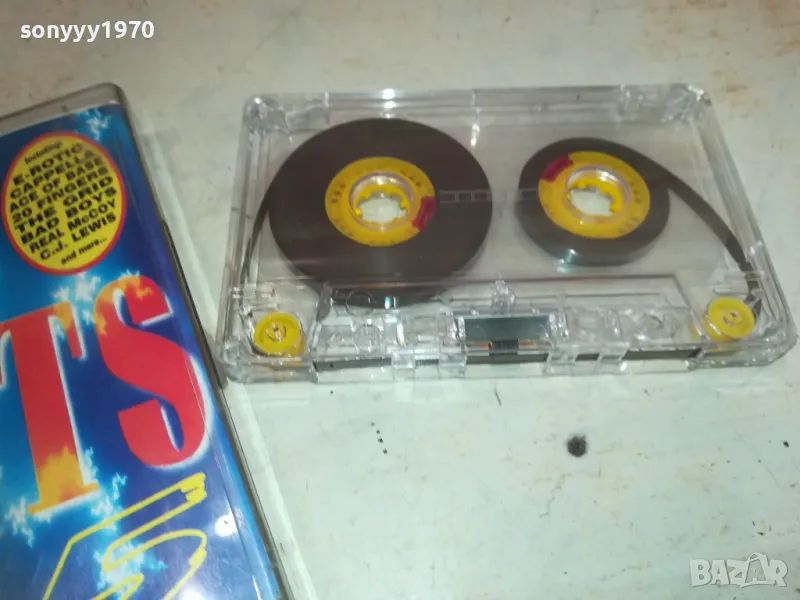 sonyyy1970
Including:
E-ROTIC
CAPPELLA
ACE OF BASE
20 FINGERS
THE GRID
BAD BOYS
REAL McCOY
C.J. LEWIS
and more...
TS
5
BAZAR